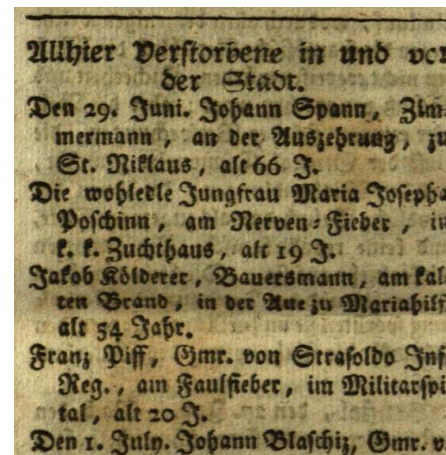 Allhier Verstorbene in und vor
der Stadt.
Den 29. Juni. Johann Spann, Zim-
mermann, an der Auszehrung, zu
St. Niklaus, alt 66 J.
Die wohledle Jungfrau Maria Josepha
Poschinn, am Nerven-Fieber, im
k. k. Zuchthaus, alt 19 J.
Jakob Kölderer, Bauersmann, am kal-
ten Brand, in der Aue zu Mariahilf
alt 54 Jahr.
Franz Piff, Gmr. von Strasoldo Inf.
Reg., am Faulfieber, im Militarspi-
tal, alt 20 J.
Den 1. July. Johann Blaschiz, Gmr. v.